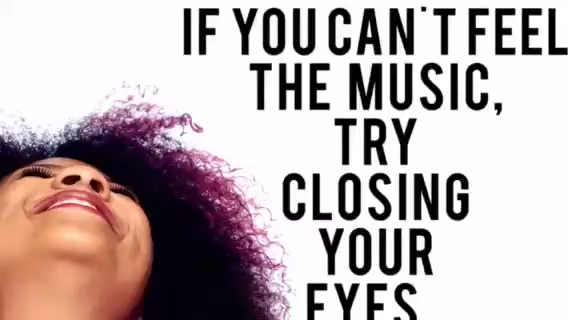 IF YOU CAN'T FEEL
THE MUSIC,
TRY
CLOSING
YOUR
EYES